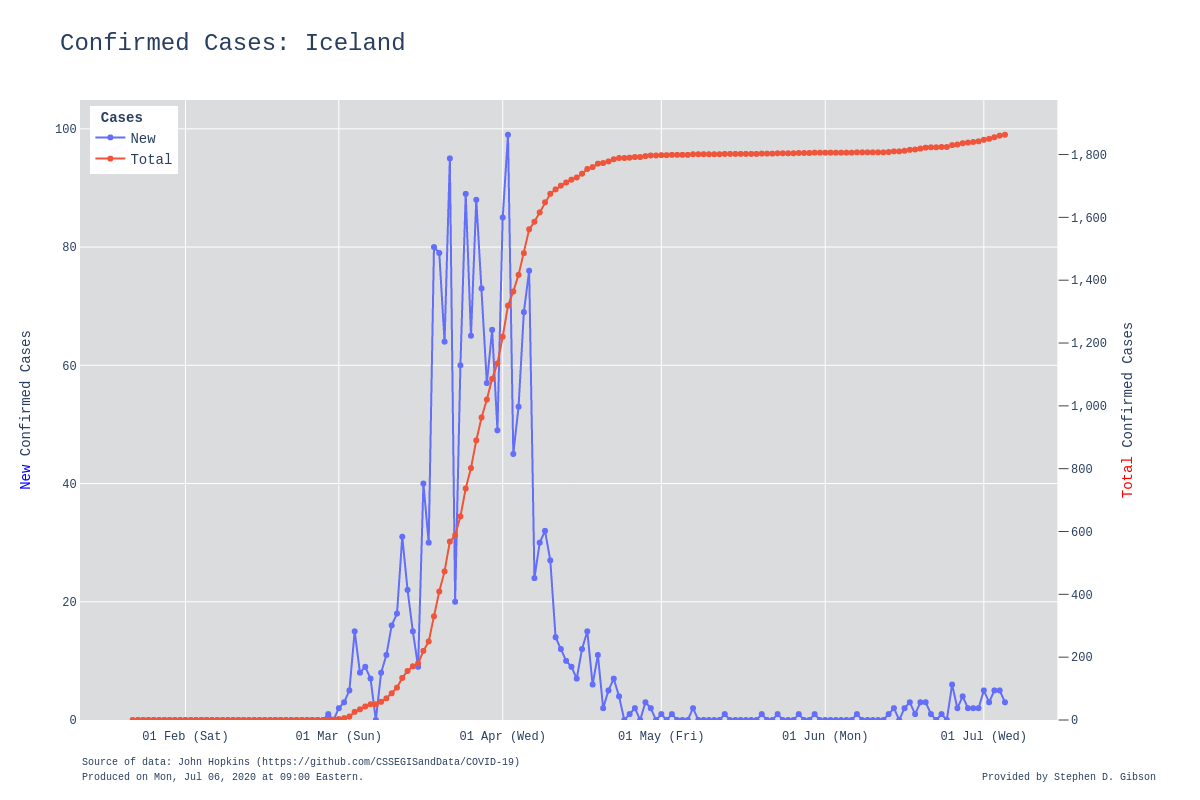 Confirmed Cases: Iceland
Cases
New
Total
100
80
60
40
20
0
1,800
1,600
1,400
1,200
1,000
800
600
400
200
0
New Confirmed Cases
Total Confirmed Cases
01 Feb (Sat)
01 Mar (Sun)
01 Apr (Wed)
01 May (Fri)
01 Jun (Mon)
01 Jul (Wed)
Source of data: John Hopkins (https://github.com/CSSEGISandData/COVID-19)
Produced on Mon, Jul 06, 2020 at 09:00 Eastern.
Provided by Stephen D. Gibson